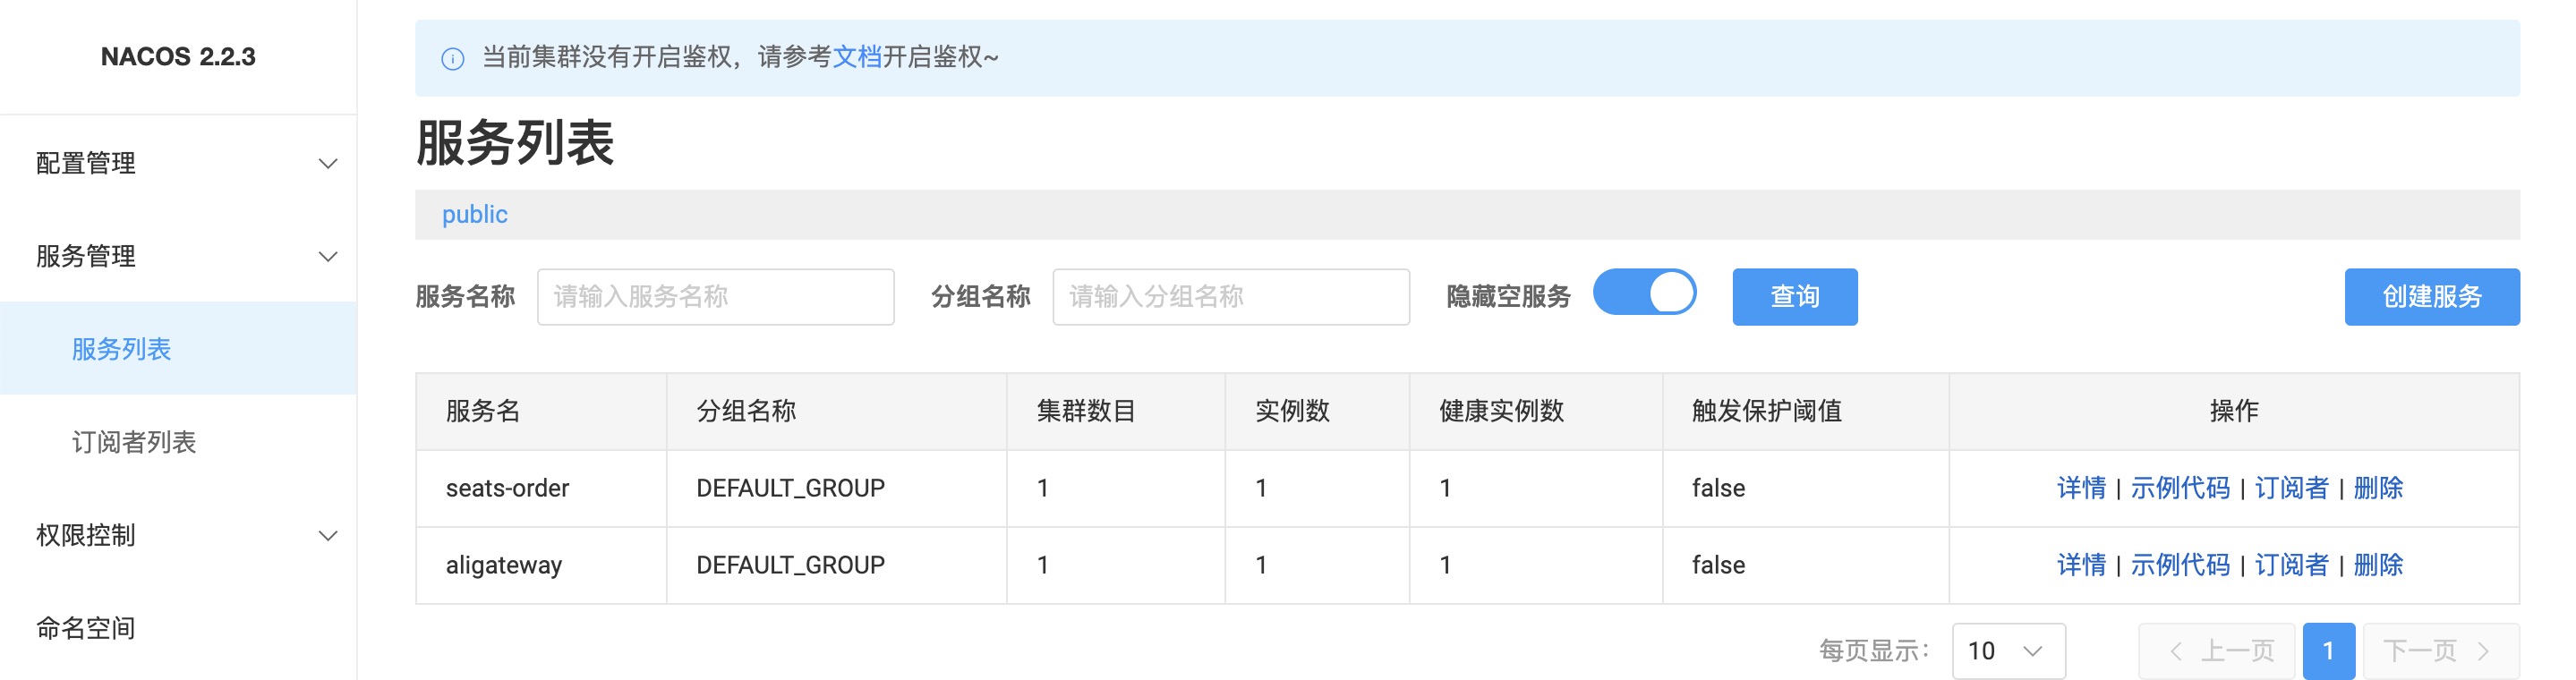 NACOS 2.2.3
配置管理
服务管理
服务列表
订阅者列表
权限控制
命名空间
当前集群没有开启鉴权，请参考文档开启鉴权~
服务列表
public
服务名称 请输入服务名称 分组名称 请输入分组名称 隐藏空服务 查询 创建服务
服务名 分组名称 集群数目 实例数 健康实例数 触发保护阈值 操作
seats-order DEFAULT_GROUP 1 1 1 false 详情 | 示例代码 | 订阅者 | 删除
aligateway DEFAULT_GROUP 1 1 1 false 详情 | 示例代码 | 订阅者 | 删除
每页显示： 10 上一页 1 下一页